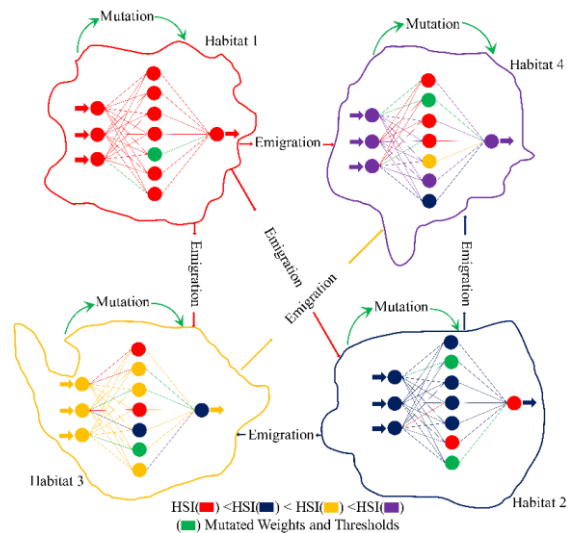 Mutation
Habitat 1
Mutation
Habitat 4
Emigration
Emigration
Emigration
Emigration
Emigration
Mutation
Mutation
Emigration
Habitat 3
Habitat 2
HSI( ) <HSI( ) < HSI( ) <HSI( )
( ) Mutated Weights and Thresholds